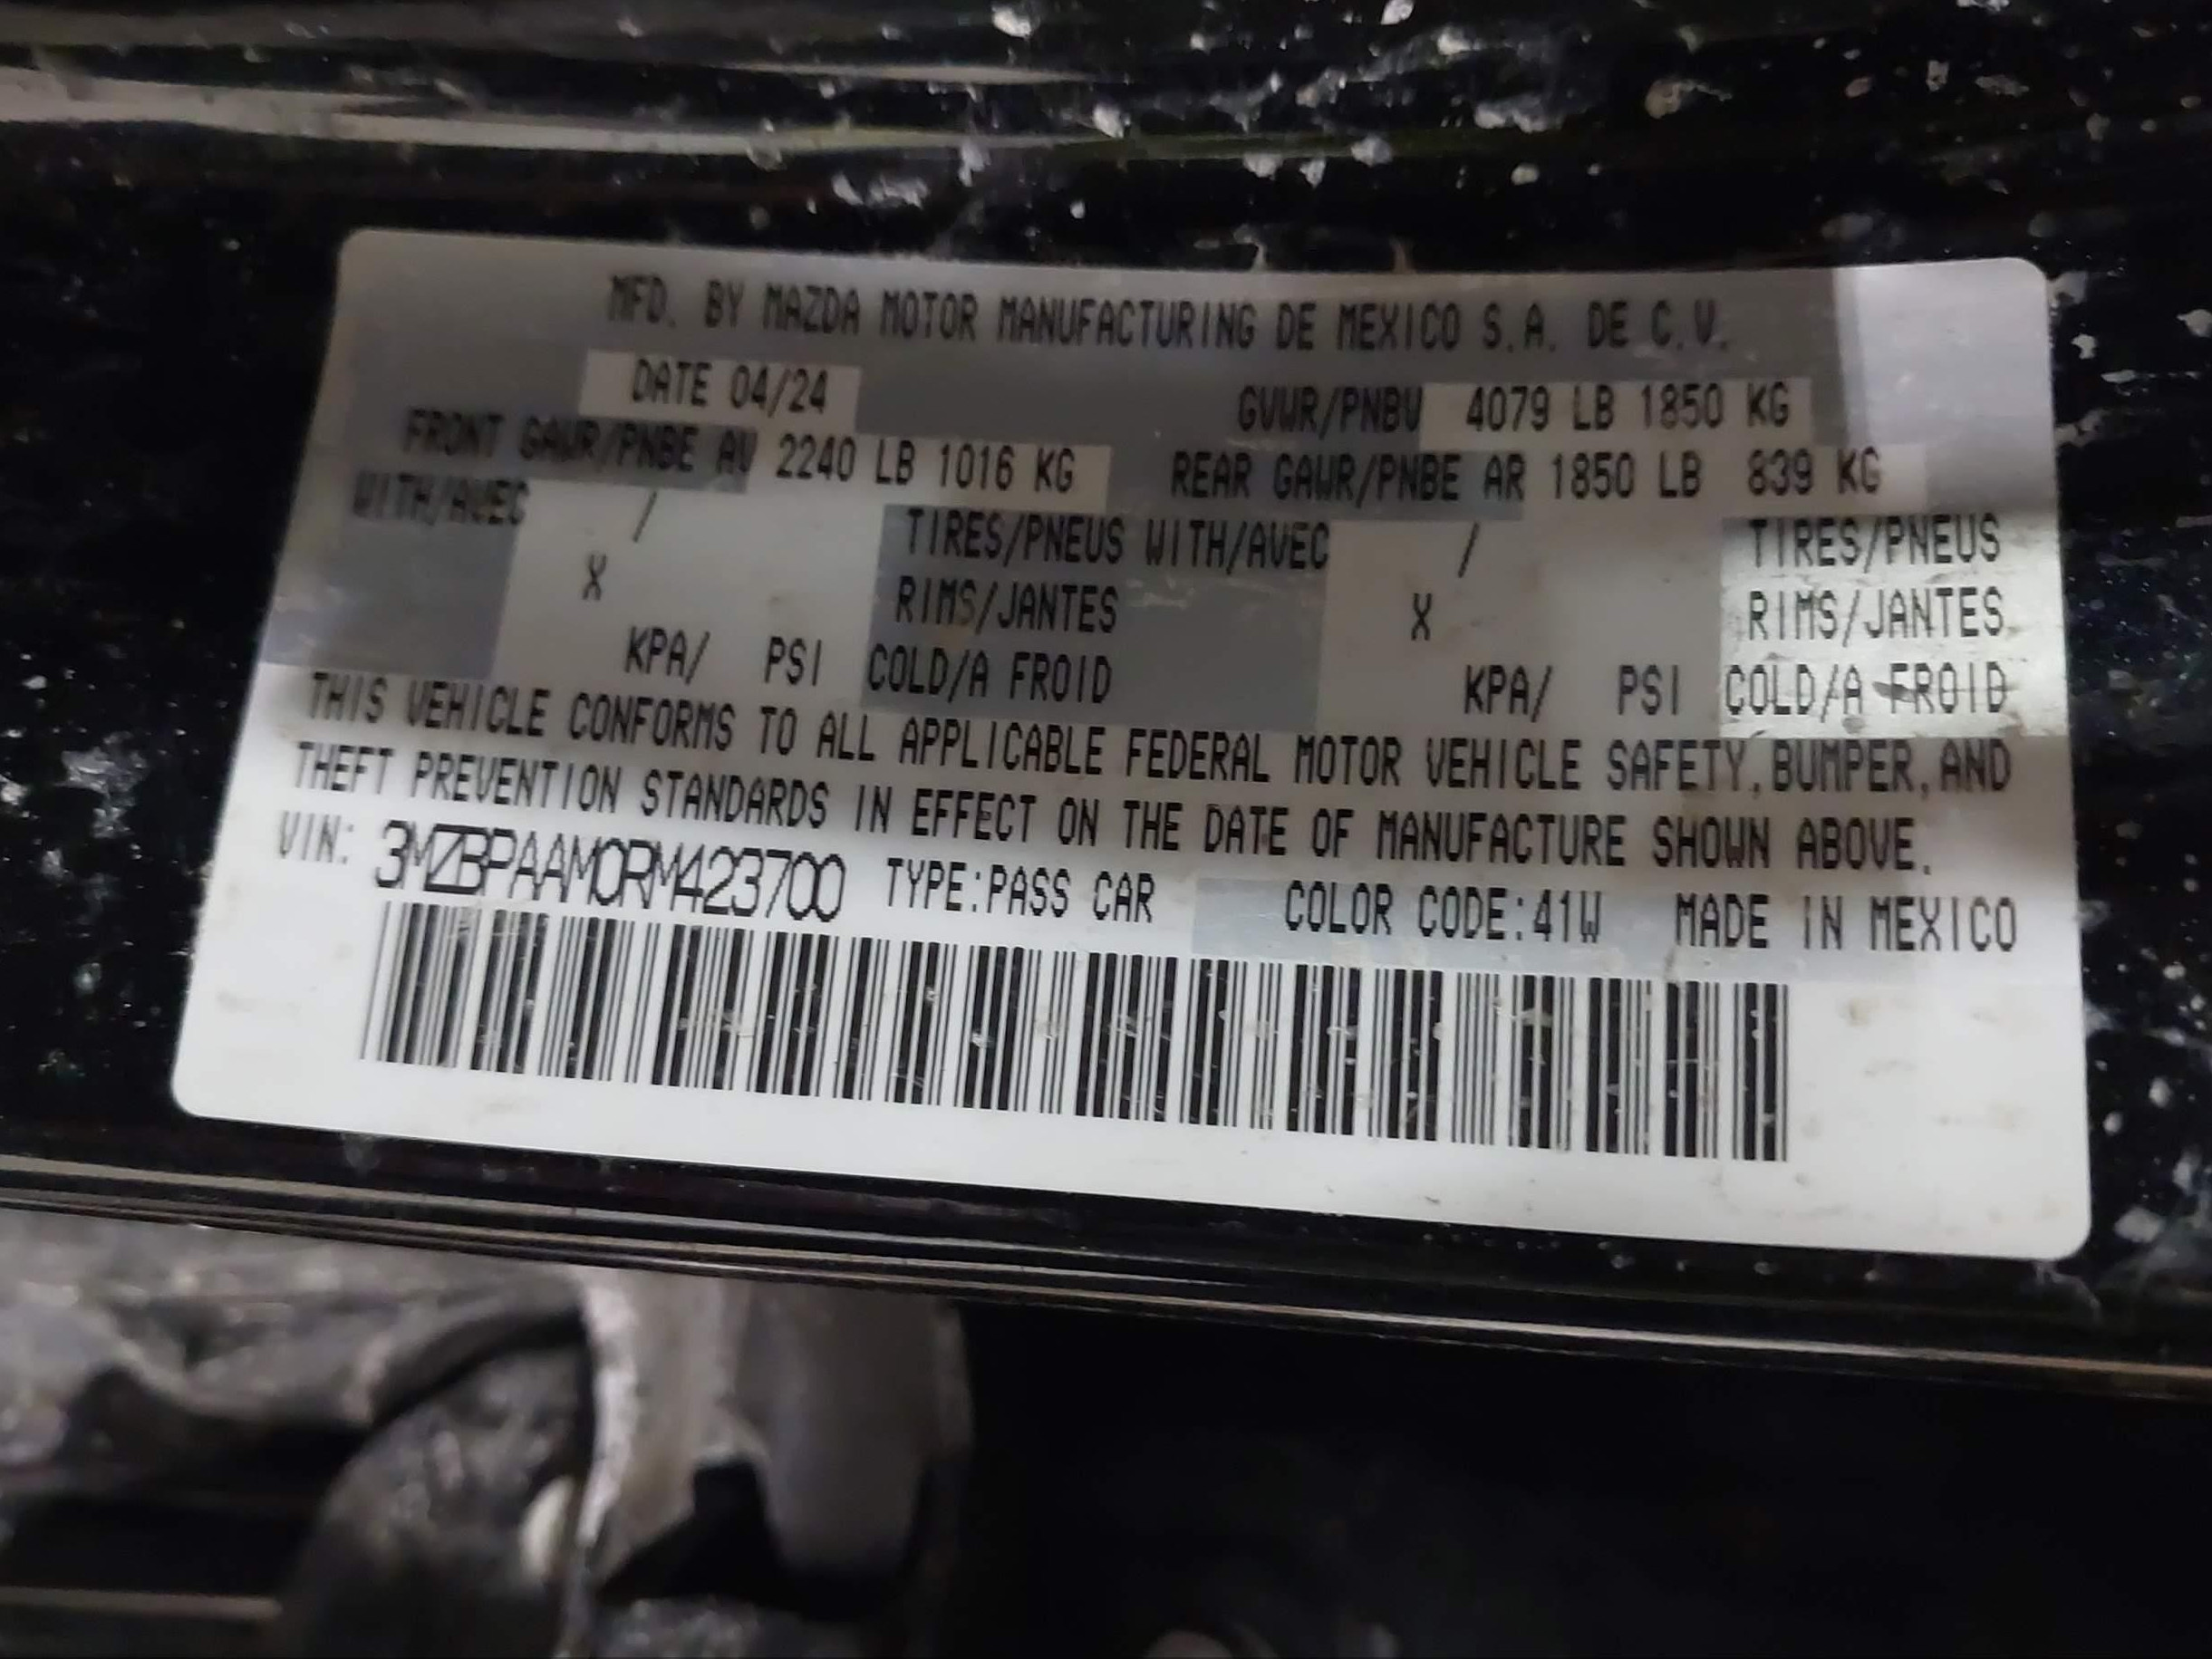 MFD. BY MAZDA MOTOR MANUFACTURING DE MEXICO S.A. DE C.V.
DATE 04/24 GVWR/PNBV 4079 LB 1850 KG
FRONT GAWR/PNBE AV 2240 LB 1016 KG REAR GAWR/PNBE AR 1850 LB 839 KG
WITH/AVEC / TIRES/PNEUS WITH/AVEC / TIRES/PNEUS
X RIMS/JANTES X RIMS/JANTES
KPA/ PSI COLD/A FROID KPA/ PSI COLD/A FROID
THIS VEHICLE CONFORMS TO ALL APPLICABLE FEDERAL MOTOR VEHICLE SAFETY, BUMPER, AND
THEFT PREVENTION STANDARDS IN EFFECT ON THE DATE OF MANUFACTURE SHOWN ABOVE.
VIN: 3MZBPAAM0RM423700 TYPE:PASS CAR COLOR CODE:41W MADE IN MEXICO